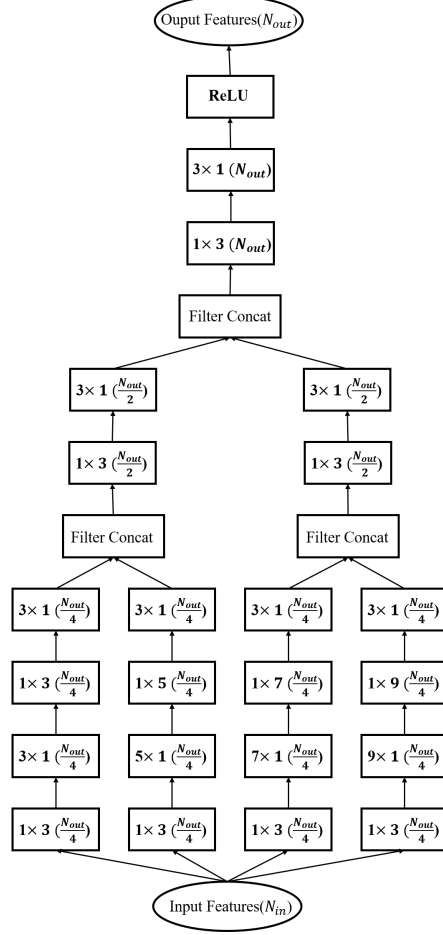 Ouput Features(N_out)
ReLU
3× 1 (N_out)
1× 3 (N_out)
Filter Concat
3× 1 (N_out/2) 3× 1 (N_out/2)
1× 3 (N_out/2) 1× 3 (N_out/2)
Filter Concat Filter Concat
3× 1 (N_out/4) 3× 1 (N_out/4) 3× 1 (N_out/4) 3× 1 (N_out/4)
1× 3 (N_out/4) 1× 5 (N_out/4) 1× 7 (N_out/4) 1× 9 (N_out/4)
3× 1 (N_out/4) 5× 1 (N_out/4) 7× 1 (N_out/4) 9× 1 (N_out/4)
1× 3 (N_out/4) 1× 3 (N_out/4) 1× 3 (N_out/4) 1× 3 (N_out/4)
Input Features(N_in)